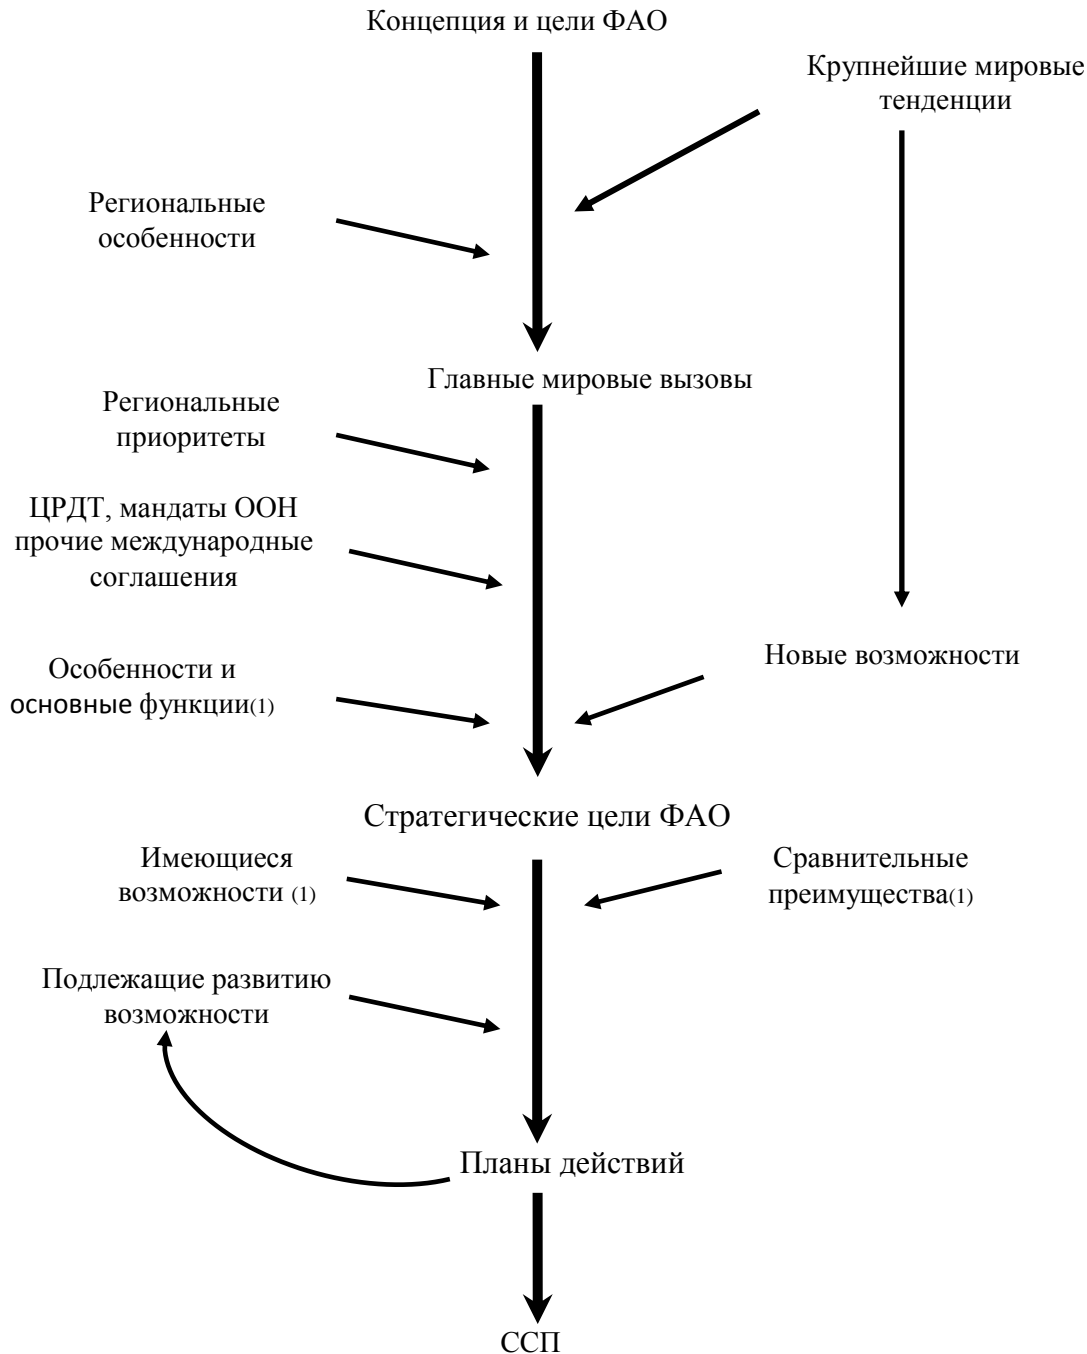 Концепция и цели ФАО
Крупнейшие мировые
тенденции
Региональные
особенности
Главные мировые вызовы
Региональные
приоритеты
ЦРДТ, мандаты ООН
прочие международные
соглашения
Новые возможности
Особенности и
основные функции(1)
Стратегические цели ФАО
Имеющиеся
возможности (1)
Сравнительные
преимущества(1)
Подлежащие развитию
возможности
Планы действий
ССП